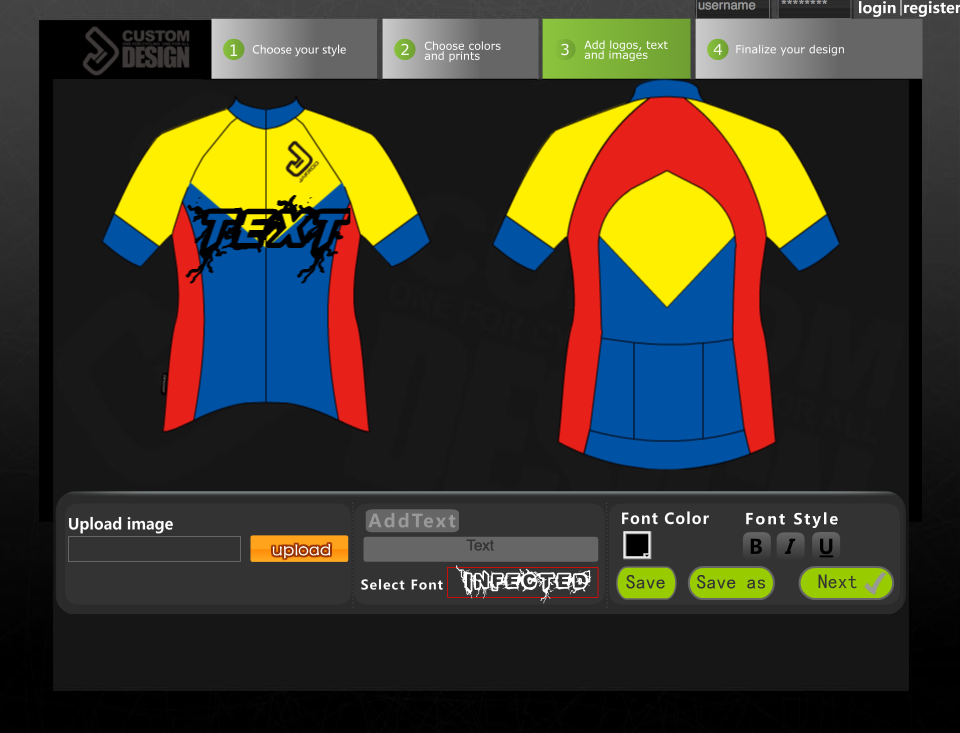 username
********
login|register
CUSTOM
DESIGN
1 Choose your style
2 Choose colors
and prints
3 Add logos, text
and images
4 Finalize your design
TEXT
Upload image
upload
AddText
Text
Select Font
INFECTED
Font Color
Font Style
B I U
Save
Save as
Next